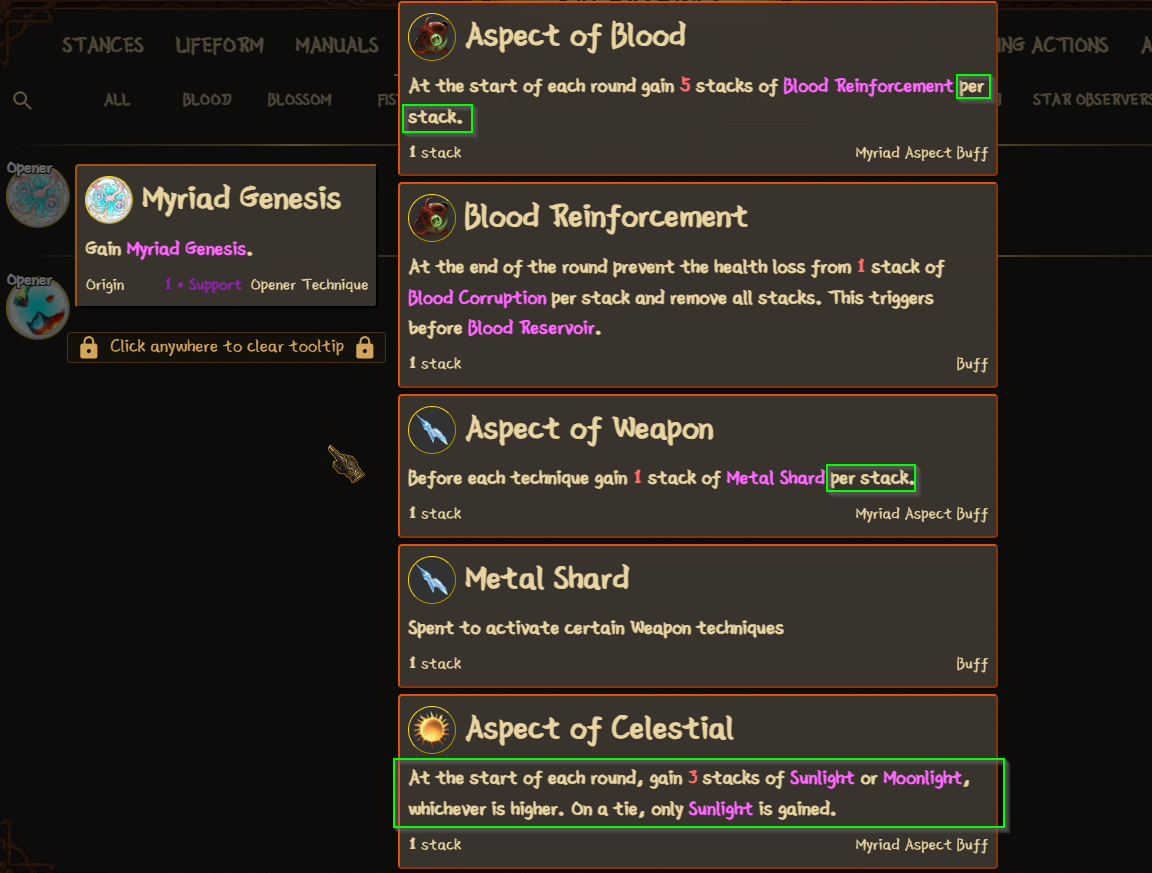 STANCES LIFEFORM MANUALS
NG ACTIONS A
ALL BLOOD BLOSSOM
STAR OBSERVERS
Opener
Myriad Genesis
Gain Myriad Genesis.
Origin 1 • Support Opener Technique
Opener
Click anywhere to clear tooltip
Aspect of Blood
At the start of each round gain 5 stacks of Blood Reinforcement per
stack.
1 stack Myriad Aspect Buff
Blood Reinforcement
At the end of the round prevent the health loss from 1 stack of
Blood Corruption per stack and remove all stacks. This triggers
before Blood Reservoir.
1 stack Buff
Aspect of Weapon
Before each technique gain 1 stack of Metal Shard per stack.
1 stack Myriad Aspect Buff
Metal Shard
Spent to activate certain Weapon techniques
1 stack Buff
Aspect of Celestial
At the start of each round, gain 3 stacks of Sunlight or Moonlight,
whichever is higher. On a tie, only Sunlight is gained.
1 stack Myriad Aspect Buff